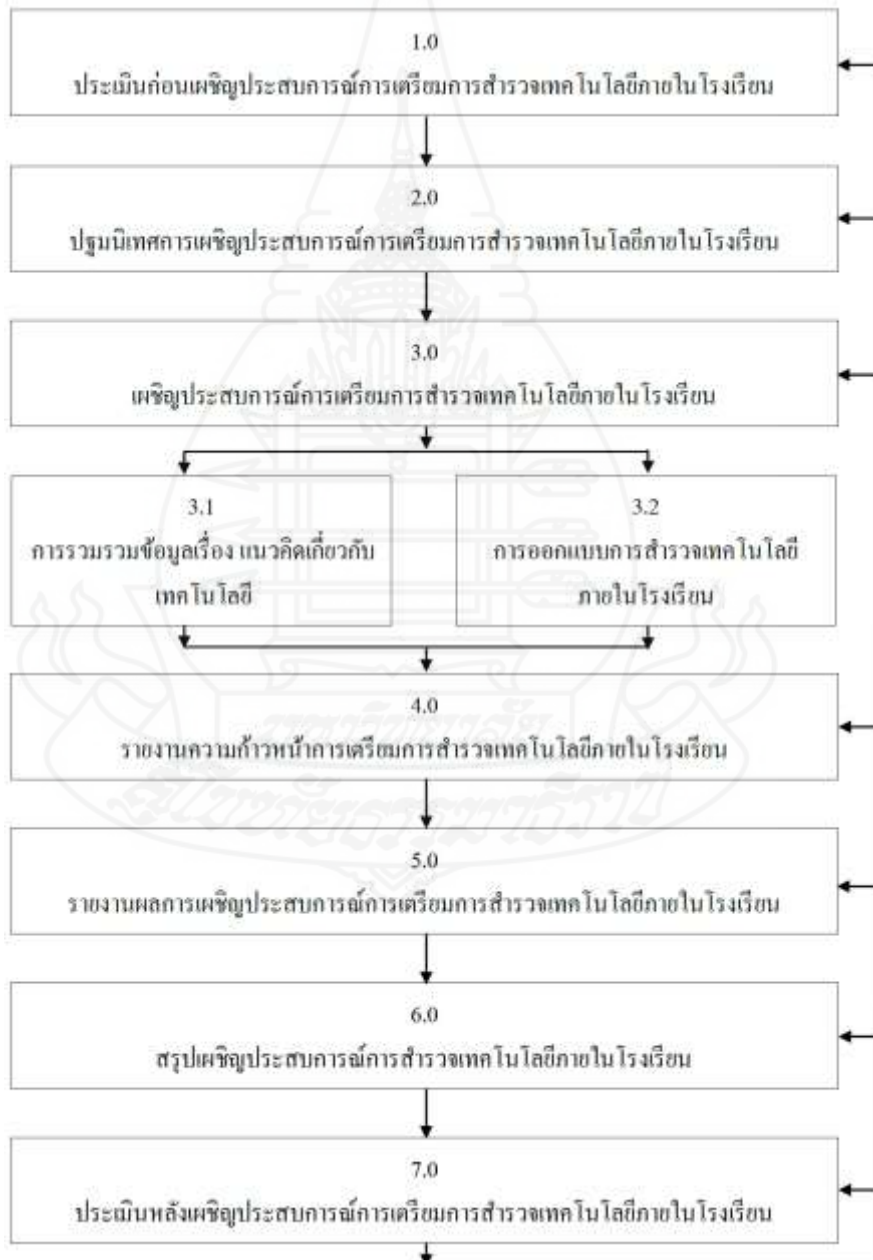 1.0
ประเมินก่อนเผชิญประสบการณ์การเตรียมการสำรวจเทคโนโลยีภายในโรงเรียน
2.0
ปฐมนิเทศการเผชิญประสบการณ์การเตรียมการสำรวจเทคโนโลยีภายในโรงเรียน
3.0
เผชิญประสบการณ์การเตรียมการสำรวจเทคโนโลยีภายในโรงเรียน
3.1
การรวมรวมข้อมูลเรื่อง แนวคิดเกี่ยวกับ
เทคโนโลยี
3.2
การออกแบบการสำรวจเทคโนโลยี
ภายในโรงเรียน
4.0
รายงานความก้าวหน้าการเตรียมการสำรวจเทคโนโลยีภายในโรงเรียน
มหาวิทยาลัย
สุโขทัยธรรมาธิราช
5.0
รายงานผลการเผชิญประสบการณ์การเตรียมการสำรวจเทคโนโลยีภายในโรงเรียน
6.0
สรุปเผชิญประสบการณ์การสำรวจเทคโนโลยีภายในโรงเรียน
7.0
ประเมินหลังเผชิญประสบการณ์การเตรียมการสำรวจเทคโนโลยีภายในโรงเรียน